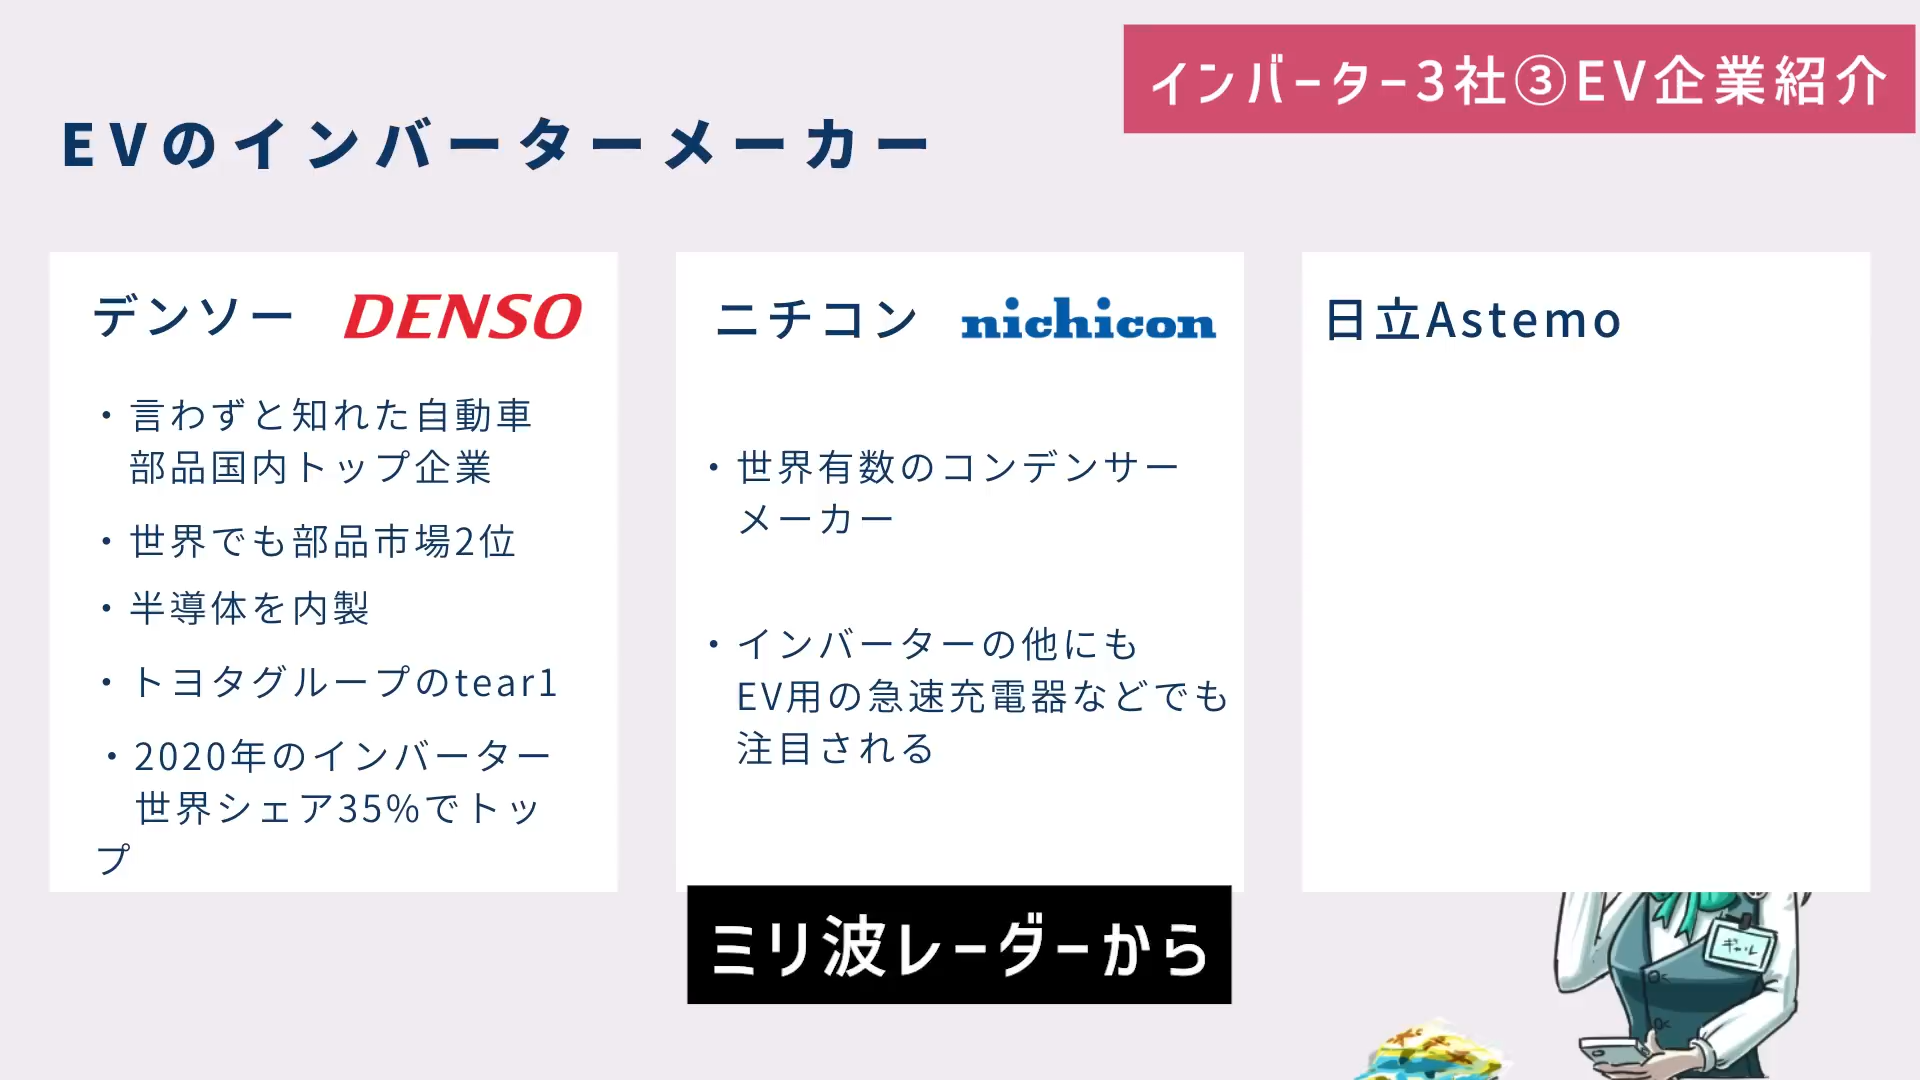 インバーター3社③EV企業紹介
EVのインバーターメーカー
デンソー DENSO
・言わずと知れた自動車
部品国内トップ企業
・世界でも部品市場2位
・半導体を内製
・トヨタグループのtear1
・2020年のインバーター
世界シェア35%でトッ
プ
ニチコン nichicon
・世界有数のコンデンサー
メーカー
・インバーターの他にも
EV用の急速充電器などでも
注目される
日立Astemo
ミリ波レーダーから
ギャル